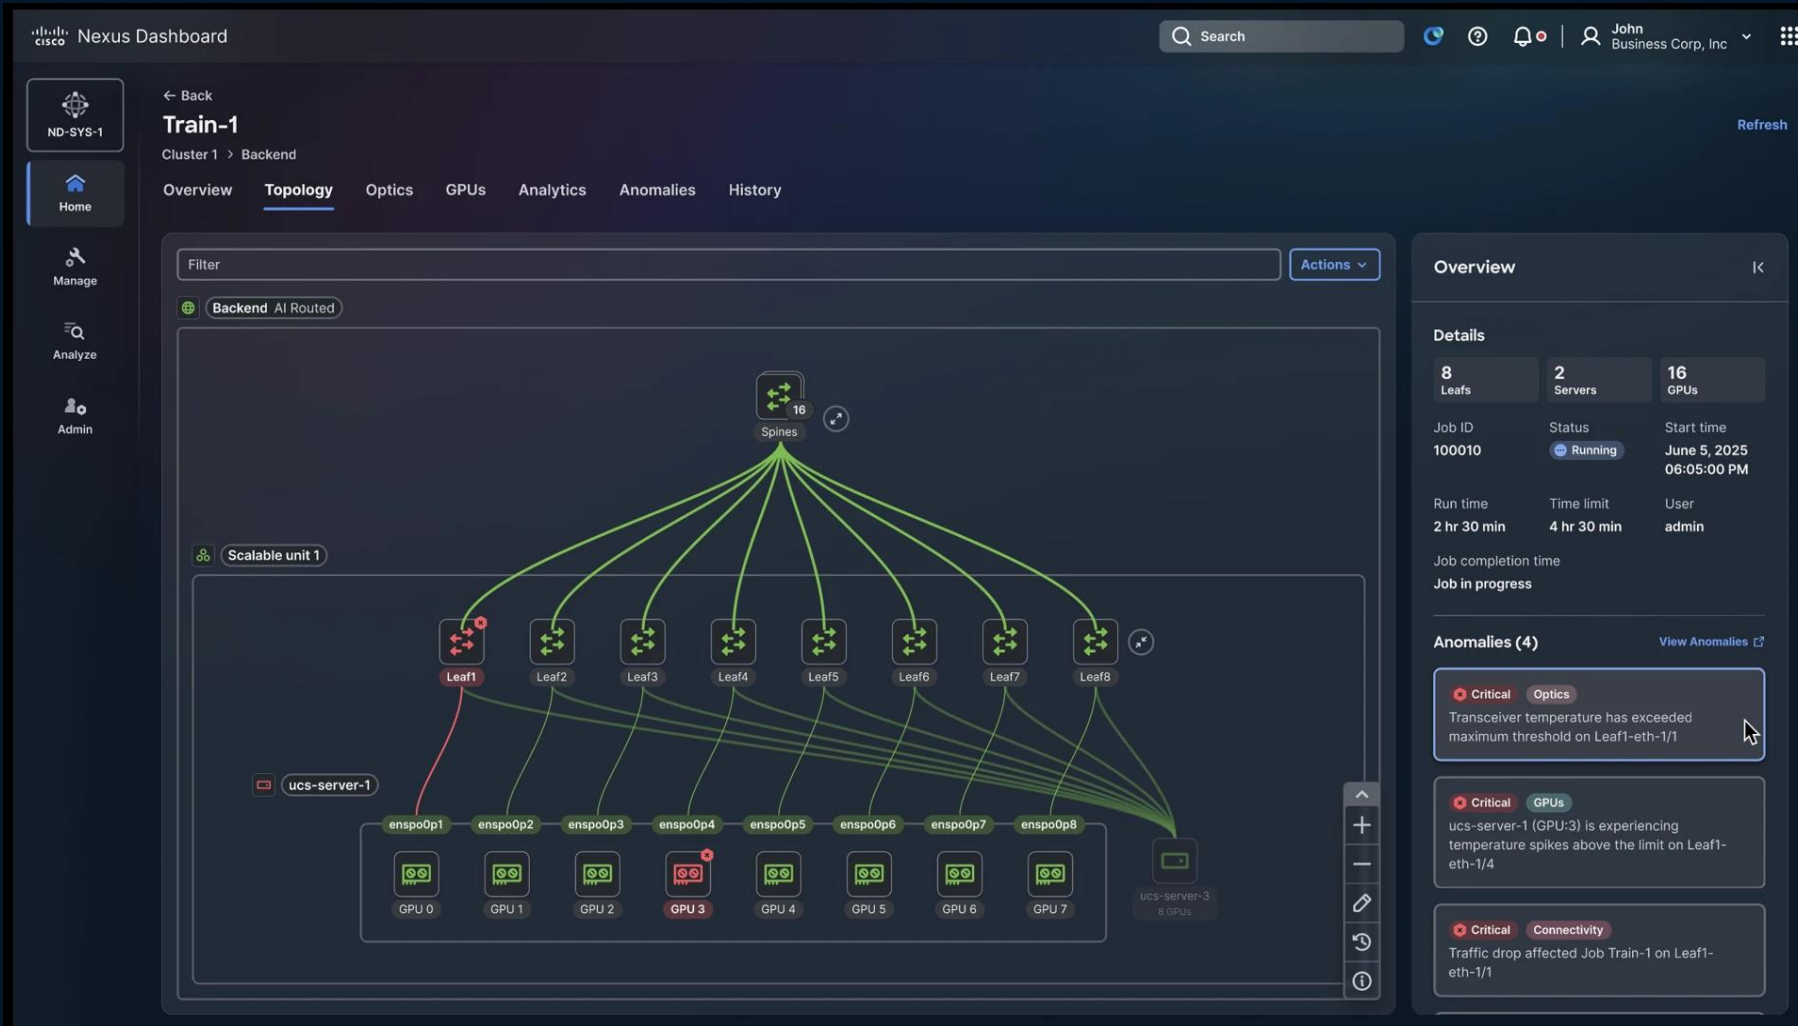 CISCO Nexus Dashboard
Search
John
Business Corp, Inc
ND-SYS-1
Home
Manage
Analyze
Admin
Back
Train-1
Refresh
Cluster 1 > Backend
Overview Topology Optics GPUs Analytics Anomalies History
Filter
Actions
Backend AI Routed
16
Spines
Scalable unit 1
Leaf1 Leaf2 Leaf3 Leaf4 Leaf5 Leaf6 Leaf7 Leaf8
ucs-server-1
enspo0p1 enspo0p2 enspo0p3 enspo0p4 enspo0p5 enspo0p6 enspo0p7 enspo0p8
GPU 0 GPU 1 GPU 2 GPU 3 GPU 4 GPU 5 GPU 6 GPU 7
ucs-server-3
8 GPUs
Overview
Details
8 2 16
Leafs Servers GPUs
Job ID Status Start time
100010 Running June 5, 2025
06:05:00 PM
Run time Time limit User
2 hr 30 min 4 hr 30 min admin
Job completion time
Job in progress
Anomalies (4) View Anomalies
Critical Optics
Transceiver temperature has exceeded
maximum threshold on Leaf1-eth-1/1
Critical GPUs
ucs-server-1 (GPU:3) is experiencing
temperature spikes above the limit on Leaf1-
eth-1/4
Critical Connectivity
Traffic drop affected Job Train-1 on Leaf1-
eth-1/1